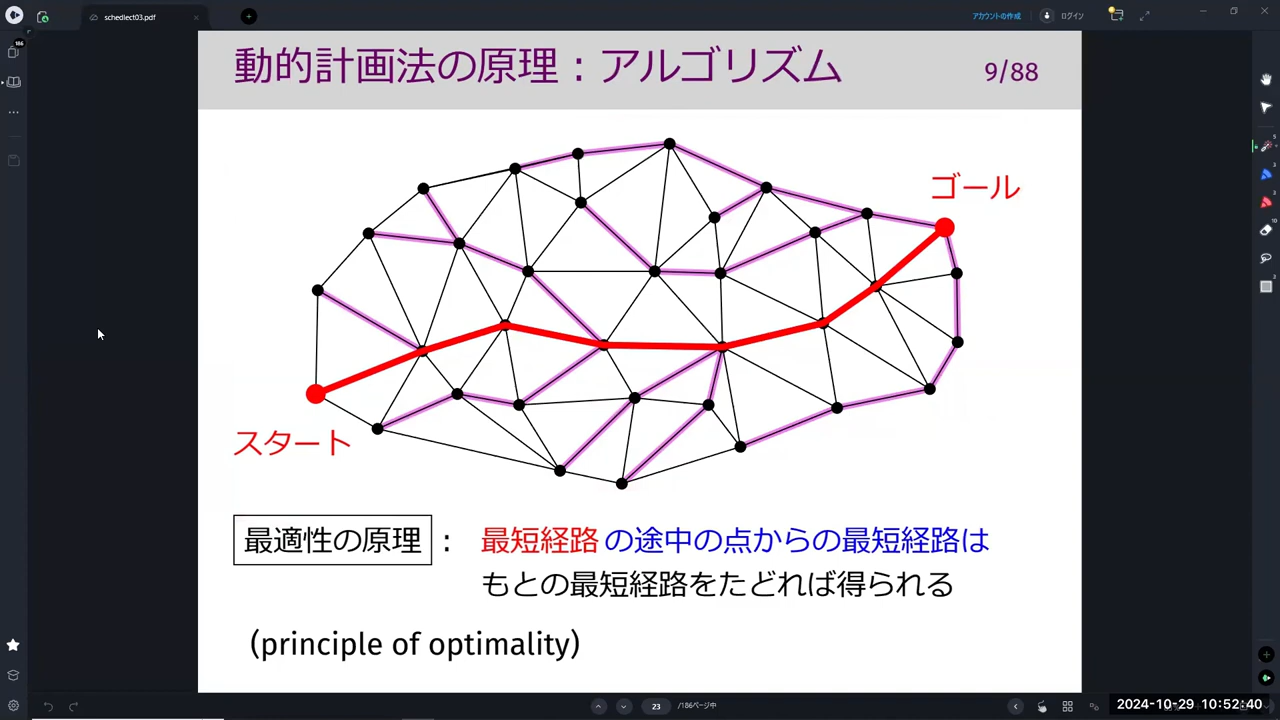 schedlect03.pdf
アカウントの作成
ログイン
186
動的計画法の原理：アルゴリズム
9/88
ゴール
スタート
最適性の原理 : 最短経路の途中の点からの最短経路は
もとの最短経路をたどれば得られる
(principle of optimality)
23 /186ページ中
2024-10-29 10:52:40